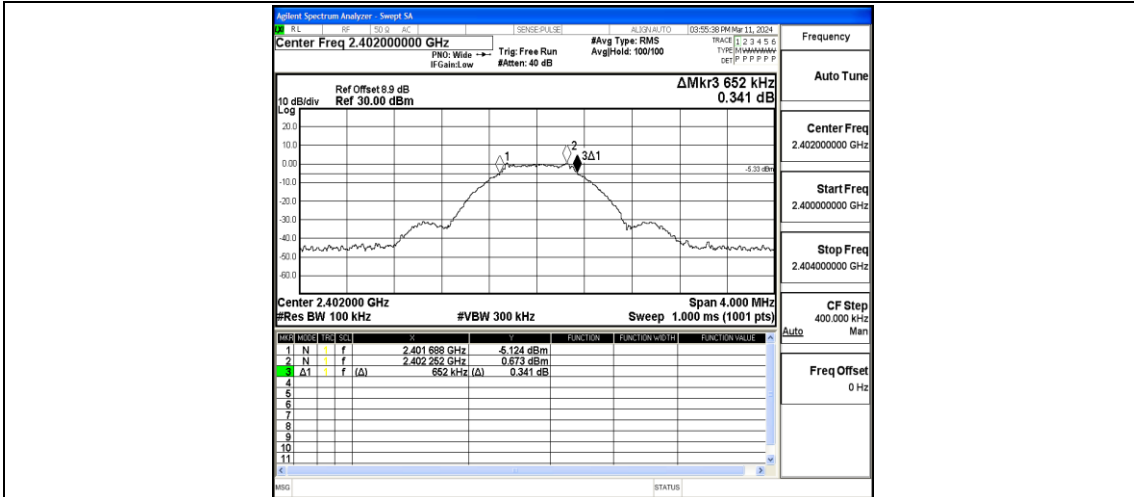 Agilent Spectrum Analyzer - Swept SA
RL RF 50 Ω AC SENSE:PULSE ALIGN AUTO 03:55:38 PM Mar 11, 2024
Center Freq 2.402000000 GHz
PNO: Wide
IFGain:Low
Trig: Free Run
#Atten: 40 dB
#Avg Type: RMS
Avg|Hold: 100/100
TRACE 1 2 3 4 5 6
TYPE MWWWWW
DET P P P P P P
ΔMkr3 652 kHz
0.341 dB
Ref Offset 8.9 dB
10 dB/div Ref 30.00 dBm
Log
20.0
10.0
0.00
-10.0
-20.0
-30.0
-40.0
-50.0
-60.0
1
2
3Δ1
-5.33 dBm
Center 2.402000 GHz Span 4.000 MHz
#Res BW 100 kHz #VBW 300 kHz Sweep 1.000 ms (1001 pts)
MKR MODE TRC SCL X Y FUNCTION FUNCTION WIDTH FUNCTION VALUE
1 N 1 f 2.401 688 GHz -5.124 dBm
2 N 1 f 2.402 252 GHz 0.673 dBm
3 Δ1 1 f (Δ) 652 kHz (Δ) 0.341 dB
4
5
6
7
8
9
10
11
MSG STATUS
Frequency
Auto Tune
Center Freq
2.402000000 GHz
Start Freq
2.400000000 GHz
Stop Freq
2.404000000 GHz
CF Step
400.000 kHz
Auto Man
Freq Offset
0 Hz